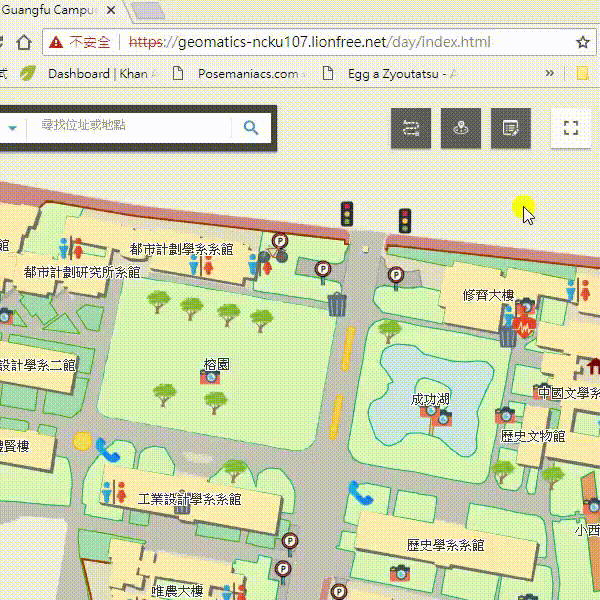 Guangfu Campu
不安全 https://geomatics-ncku107.lionfree.net/day/index.html
式 Dashboard | Khan A Posemaniacs.com Egg a Zyoutatsu - A »
尋找位址或地點
館
都市計劃學系系館
都市計劃研究所系館
修齊大樓
設計學系二館
榕園
成功湖
中國文學系
歷史文物館
禮賢樓
工業設計學系系館
小西
歷史學系系館
唯農大樓
P
P
P
P
P
P